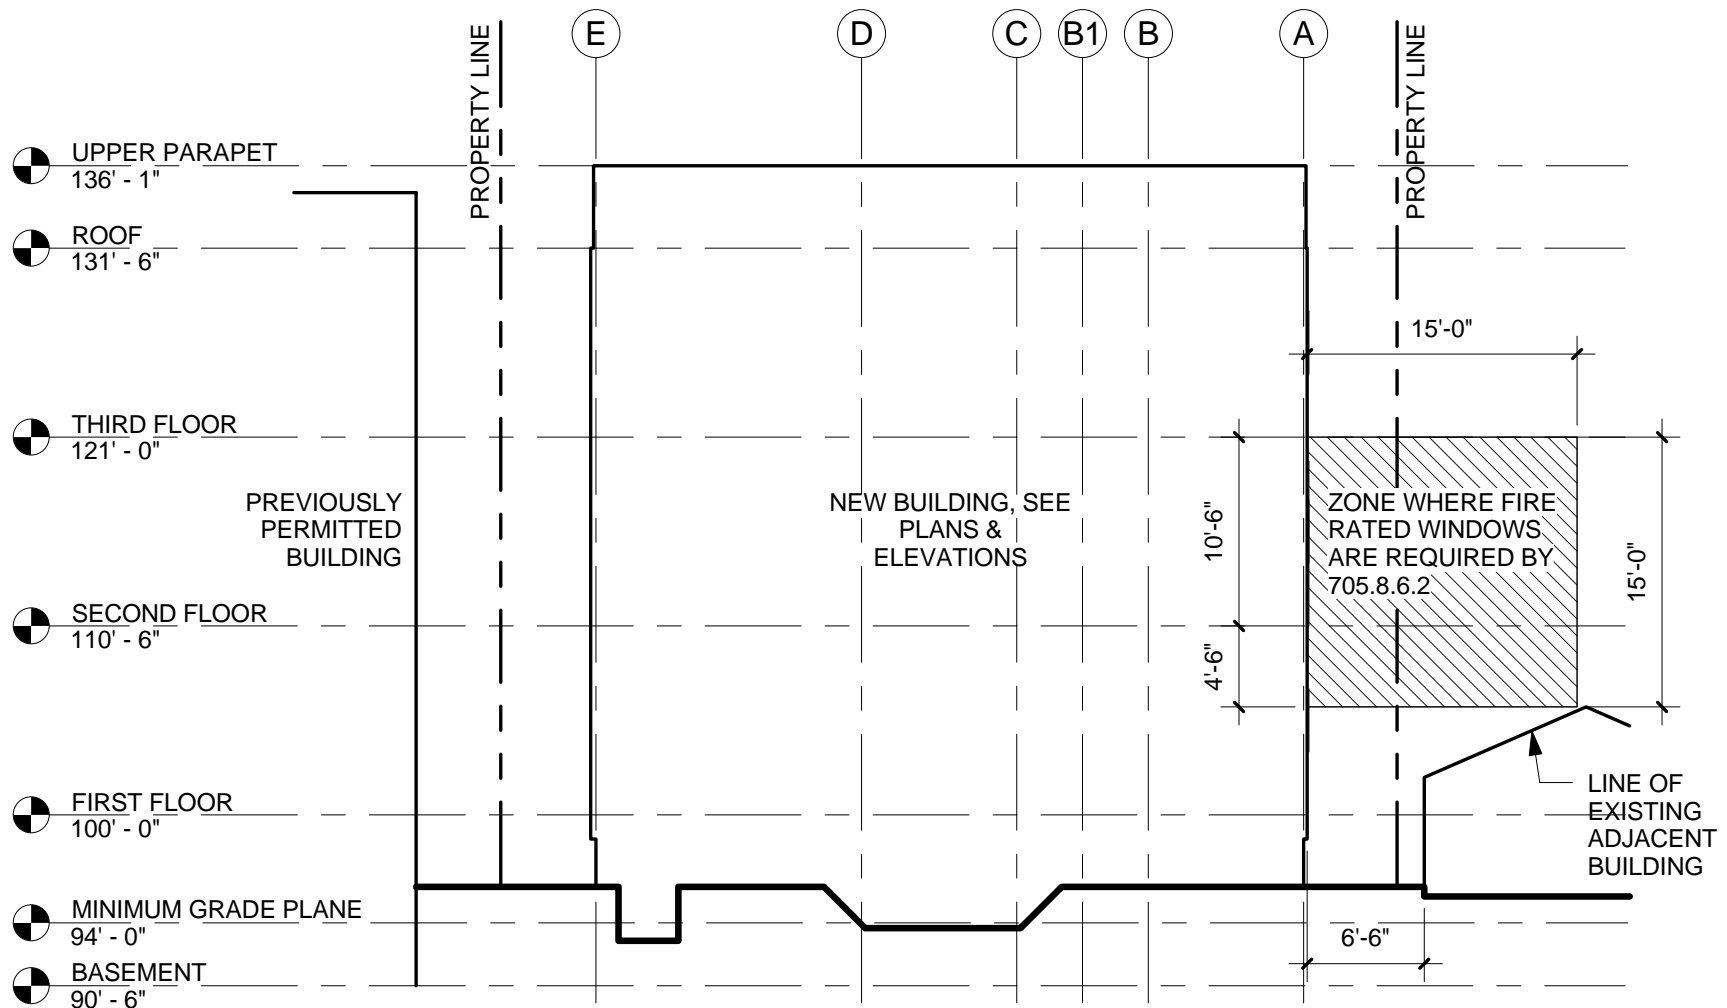 E
D
C
B1
B
A
PROPERTY LINE
PROPERTY LINE
UPPER PARAPET
136' - 1"
ROOF
131' - 6"
15'-0"
THIRD FLOOR
121' - 0"
PREVIOUSLY
PERMITTED
BUILDING
NEW BUILDING, SEE
PLANS &
ELEVATIONS
10'-6"
ZONE WHERE FIRE
RATED WINDOWS
ARE REQUIRED BY
705.8.6.2
15'-0"
SECOND FLOOR
110' - 6"
4'-6"
FIRST FLOOR
100' - 0"
LINE OF
EXISTING
ADJACENT
BUILDING
MINIMUM GRADE PLANE
94' - 0"
6'-6"
BASEMENT
90' - 6"